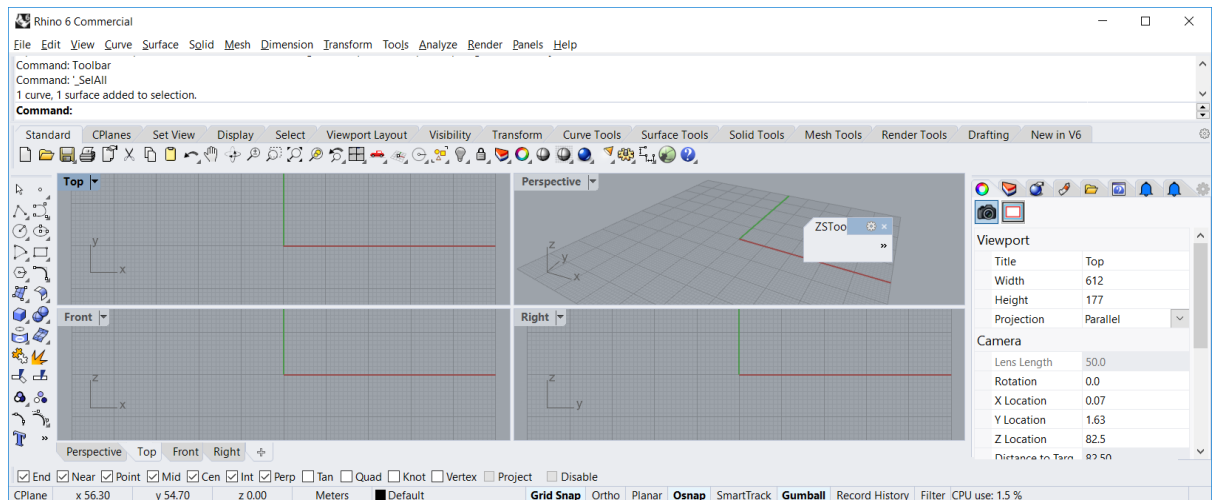 Rhino 6 Commercial
File Edit View Curve Surface Solid Mesh Dimension Transform Tools Analyze Render Panels Help
Command: Toolbar
Command: '_SelAll
1 curve, 1 surface added to selection.
Command:
Standard CPlanes Set View Display Select Viewport Layout Visibility Transform Curve Tools Surface Tools Solid Tools Mesh Tools Render Tools Drafting New in V6
Top
y
x
Perspective
z
y
x
ZSToo
»
Front
z
x
Right
z
y
Viewport
Title Top
Width 612
Height 177
Projection Parallel
Camera
Lens Length 50.0
Rotation 0.0
X Location 0.07
Y Location 1.63
Z Location 82.5
Distance to Targ 82.50
»
Perspective Top Front Right
End Near Point Mid Cen Int Perp Tan Quad Knot Vertex Project Disable
CPlane x 56.30 y 54.70 z 0.00 Meters Default Grid Snap Ortho Planar Osnap SmartTrack Gumball Record History Filter CPU use: 1.5 %